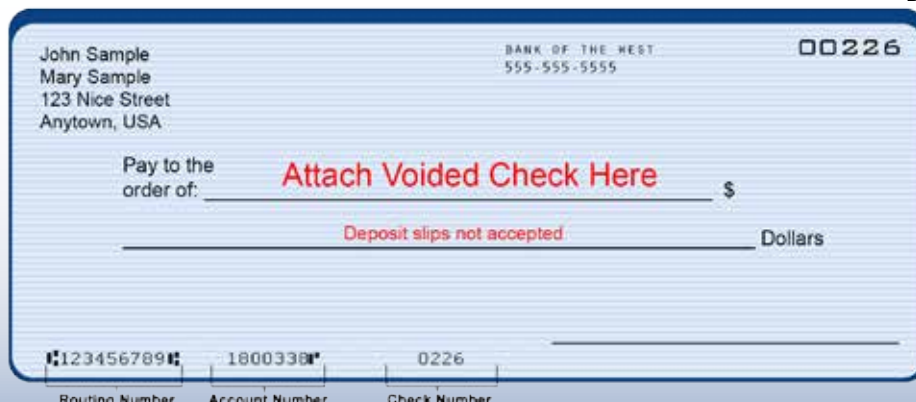 John Sample
Mary Sample
123 Nice Street
Anytown, USA
BANK OF THE WEST
555-555-5555
00226
Pay to the
order of:
Attach Voided Check Here
$
Deposit slips not accepted
Dollars
⑆123456789⑆ 1800338⑈ 0226
Routing Number Account Number Check Number